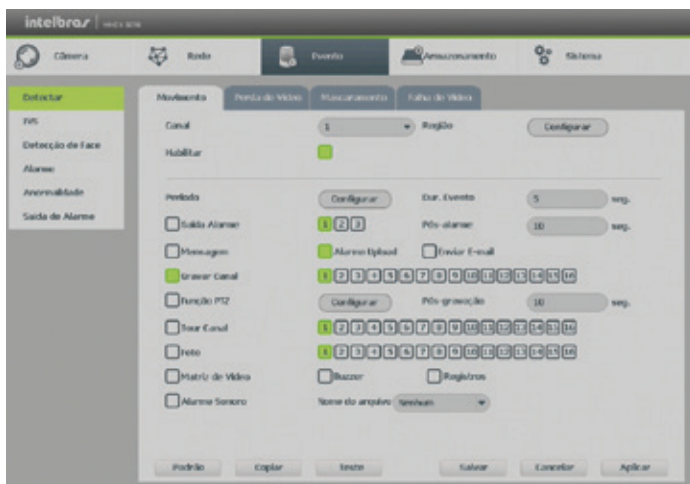 intelbras
Câmera Rede Evento Armazenamento Sistema
Detectar
IVS
Detecção de Face
Alarme
Anormalidade
Saída de Alarme
Movimento Perda de Vídeo Mascaramento Falha de Vídeo
Canal 1 Região Configurar
Habilitar
Período Configurar Dur. Evento 5 seg.
Saída Alarme 1 2 3 Pós-alarme 10 seg.
Mensagem Alarme Upload Enviar E-mail
Gravar Canal 1 2 3 4 5 6 7 8 9 10 11 12 13 14 15 16
Função PTZ Configurar Pós-gravação 10 seg.
Tour Canal 1 2 3 4 5 6 7 8 9 10 11 12 13 14 15 16
Foto 1 2 3 4 5 6 7 8 9 10 11 12 13 14 15 16
Matriz de Vídeo Buzzer Registros
Alarme Sonoro Nome do arquivo Nenhum
Padrão Copiar Teste Salvar Cancelar Aplicar